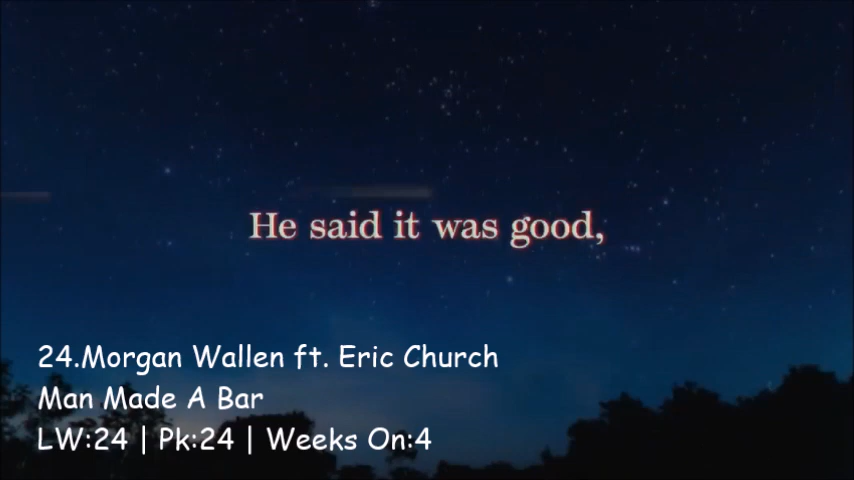 He said it was good,
24.Morgan Wallen ft. Eric Church
Man Made A Bar
LW:24 | Pk:24 | Weeks On:4